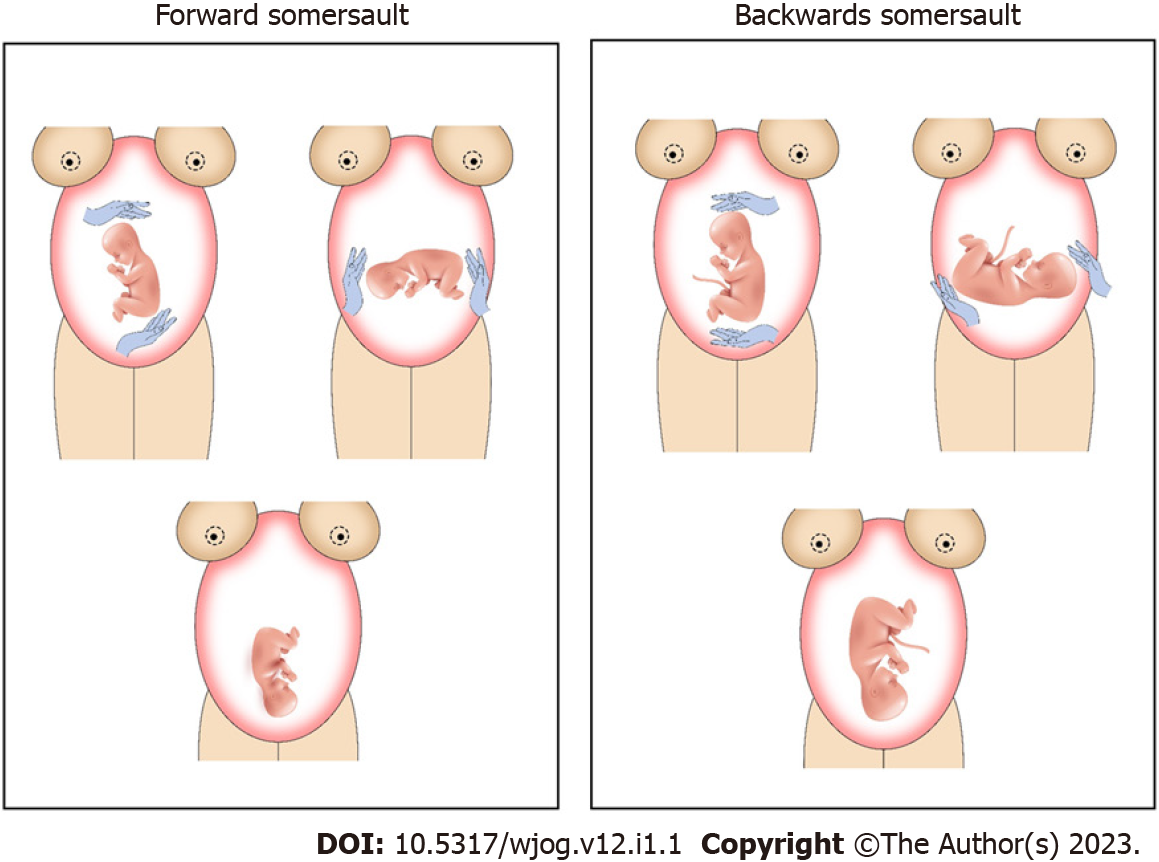 Forward somersault
Backwards somersault
DOI: 10.5317/wjog.v12.i1.1 Copyright ©The Author(s) 2023.